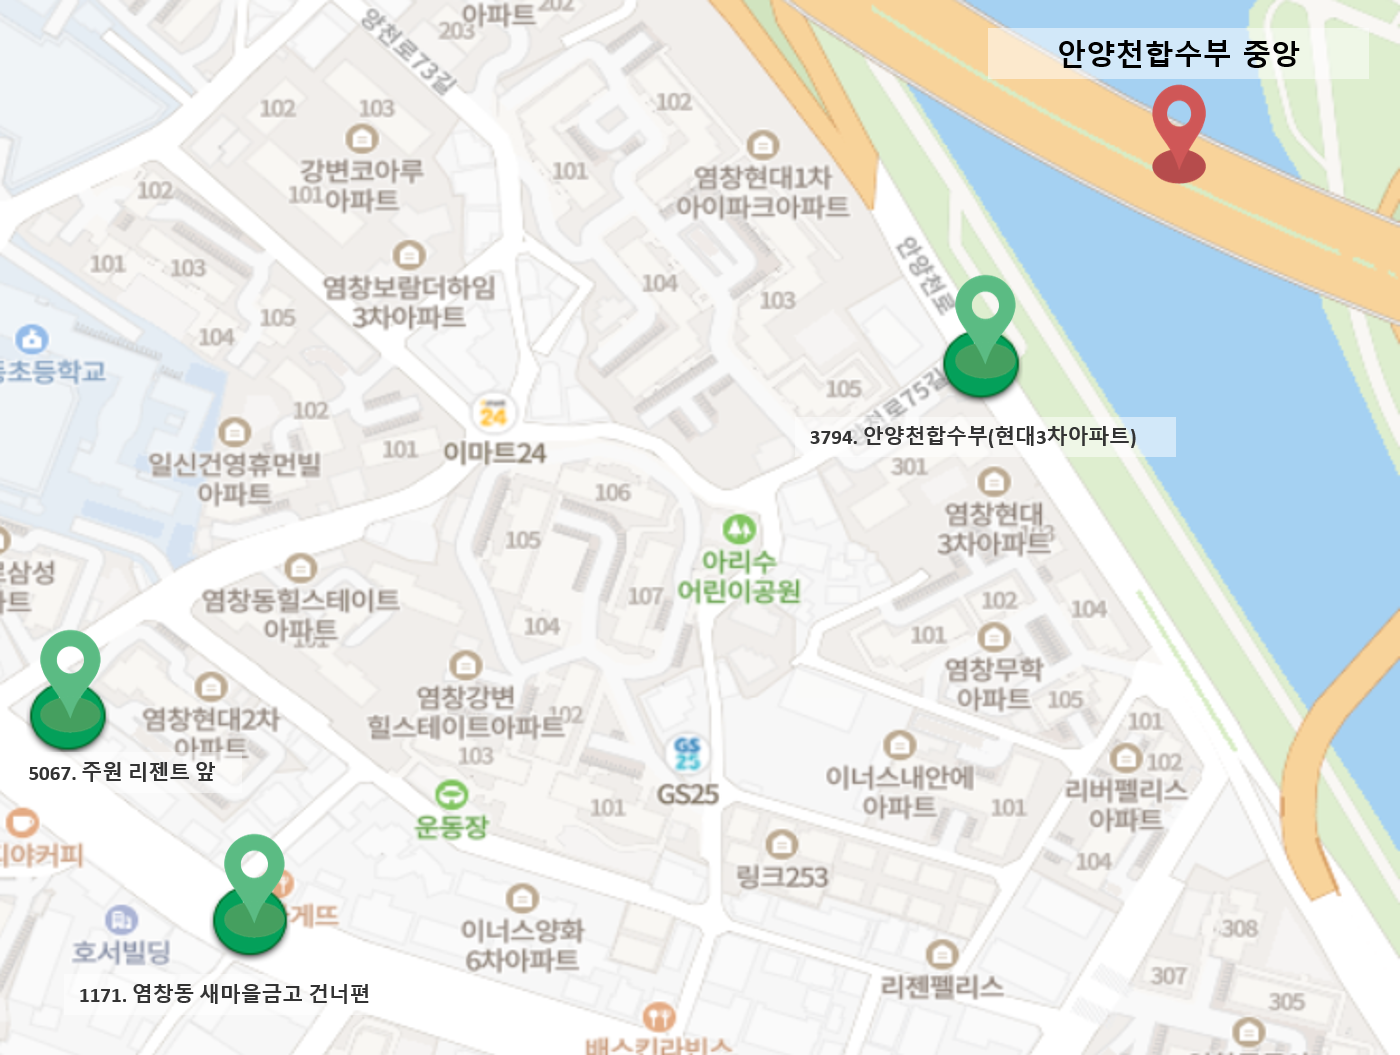 아파트
202
203
양천로73길
안양천합수부 중앙
102
103
102
강변코아루
101 아파트
101
염창현대1차
아이파크아파트
102
101
103
염창보람더하임
3차아파트
104
103
안양천로
105
104
초등학교
105
양천로75길
102
이마트24
101
3794. 안양천합수부(현대3차아파트)
일신건영휴먼빌
아파트
301
106
염창현대
3차아파트
103
105
아리수
어린이공원
삼성
염창동힐스테이트
아파트
101
107
102
104
104
101
염창무학
아파트
105
염창강변
힐스테이트아파트
102
염창현대2차
아파트
101
102
103
GS25
GS25
5067. 주원 리젠트 앞
이너스내안에
아파트
리버펠리스
아파트
101
101
운동장
야커피
104
링크253
게뜨
이너스양화
6차아파트
호서빌딩
308
307
리젠펠리스
1171. 염창동 새마을금고 건너편
305
배스킨라빈스